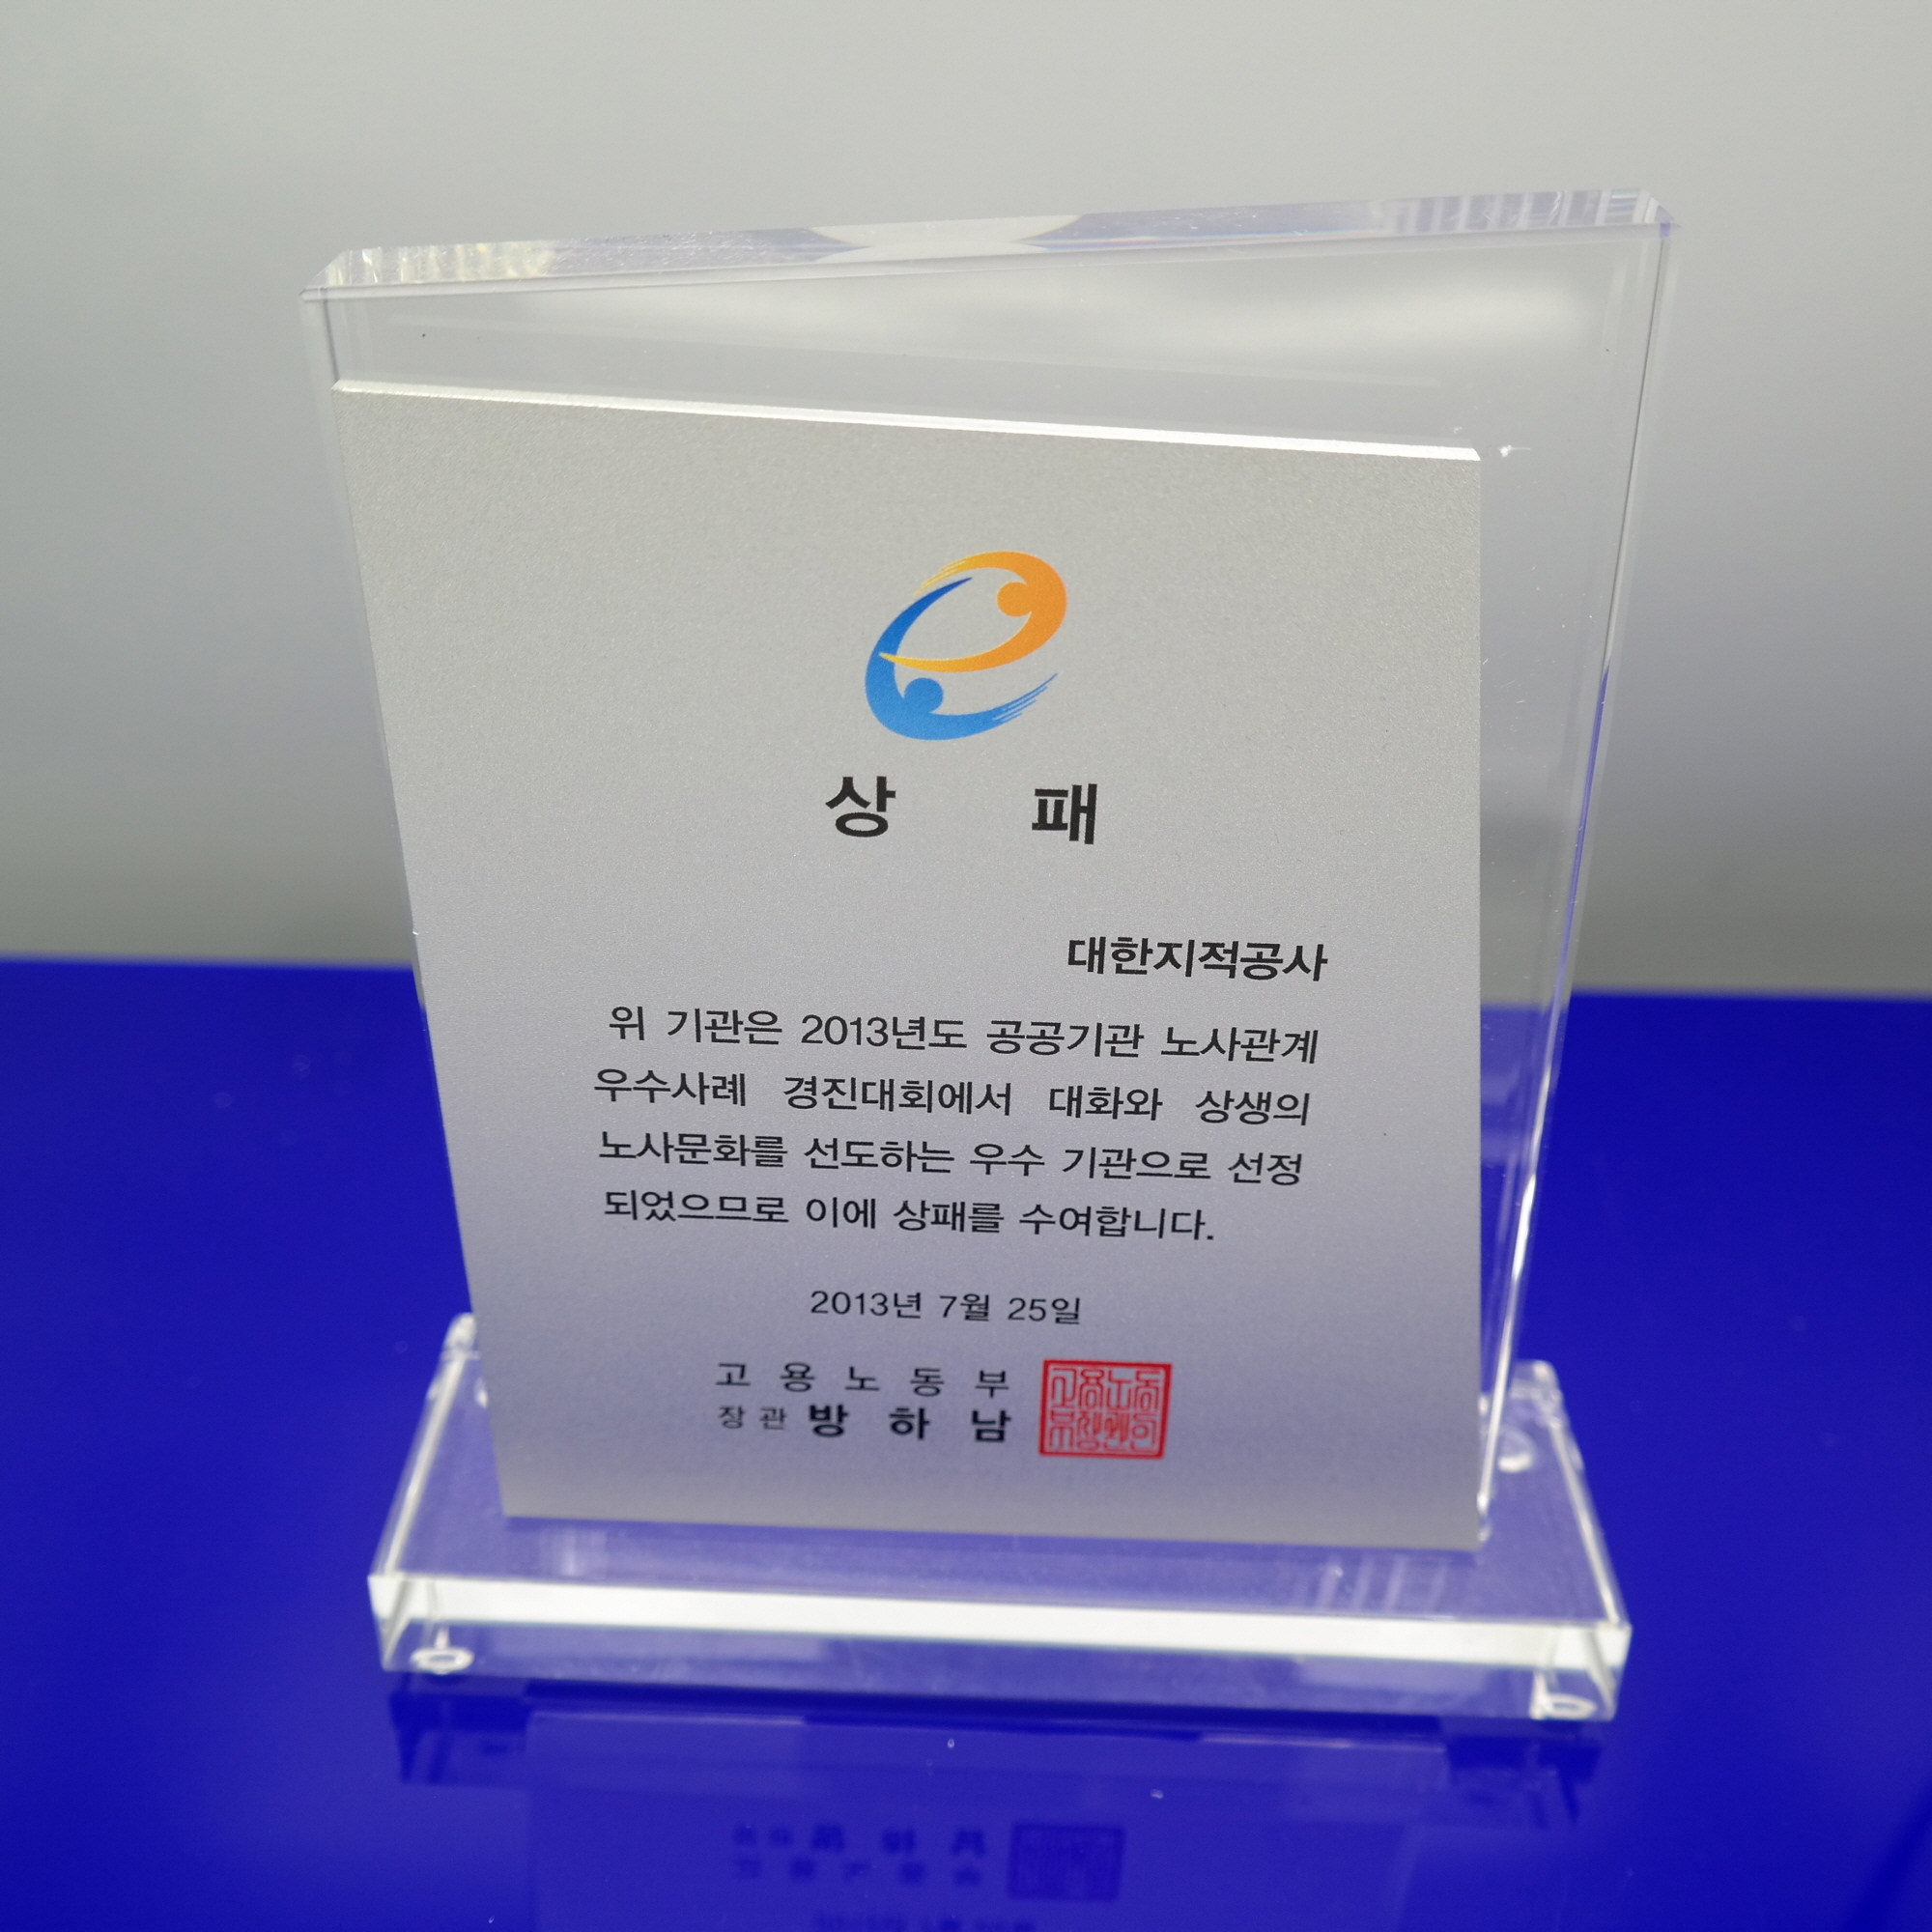 상 패
대한지적공사
위 기관은 2013년도 공공기관 노사관계
우수사례 경진대회에서 대화와 상생의
노사문화를 선도하는 우수 기관으로 선정
되었으므로 이에 상패를 수여합니다.
2013년 7월 25일
고 용 노 동 부
장 관 방 하 남